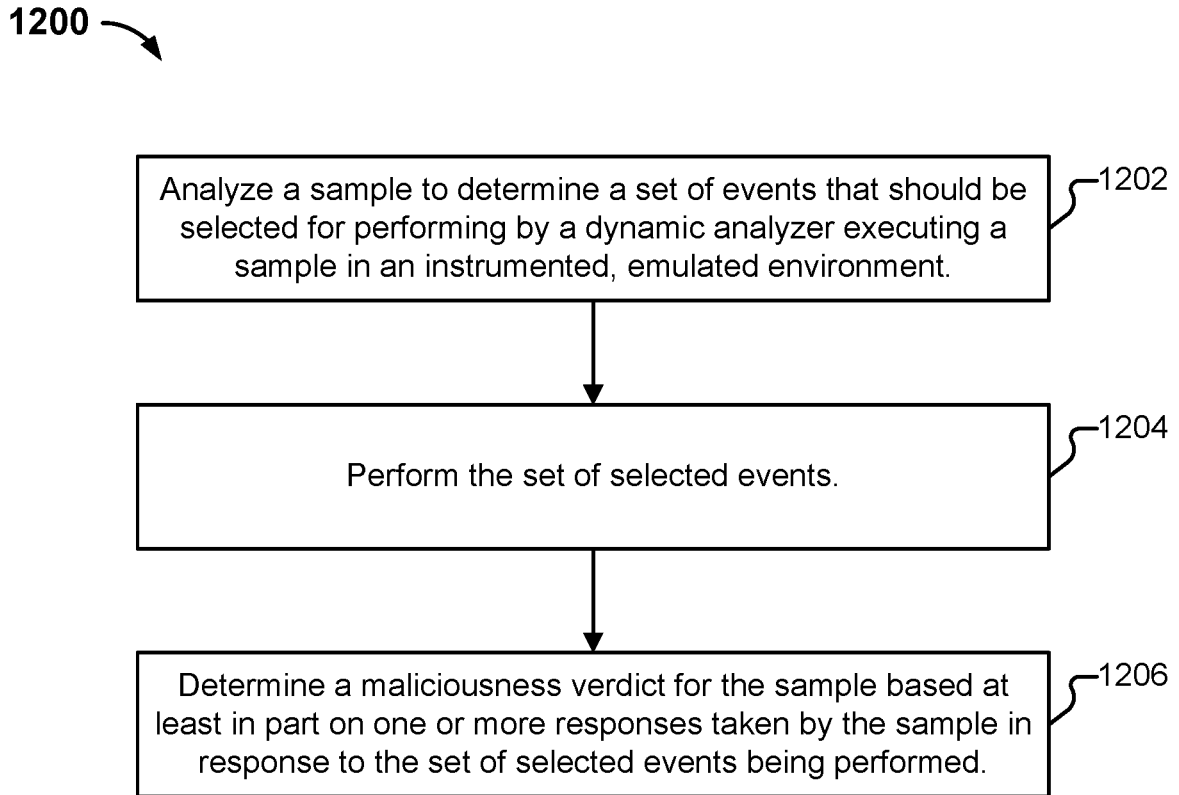 1200
Analyze a sample to determine a set of events that should be
selected for performing by a dynamic analyzer executing a
sample in an instrumented, emulated environment.
1202
Perform the set of selected events.
1204
Determine a maliciousness verdict for the sample based at
least in part on one or more responses taken by the sample in
response to the set of selected events being performed.
1206